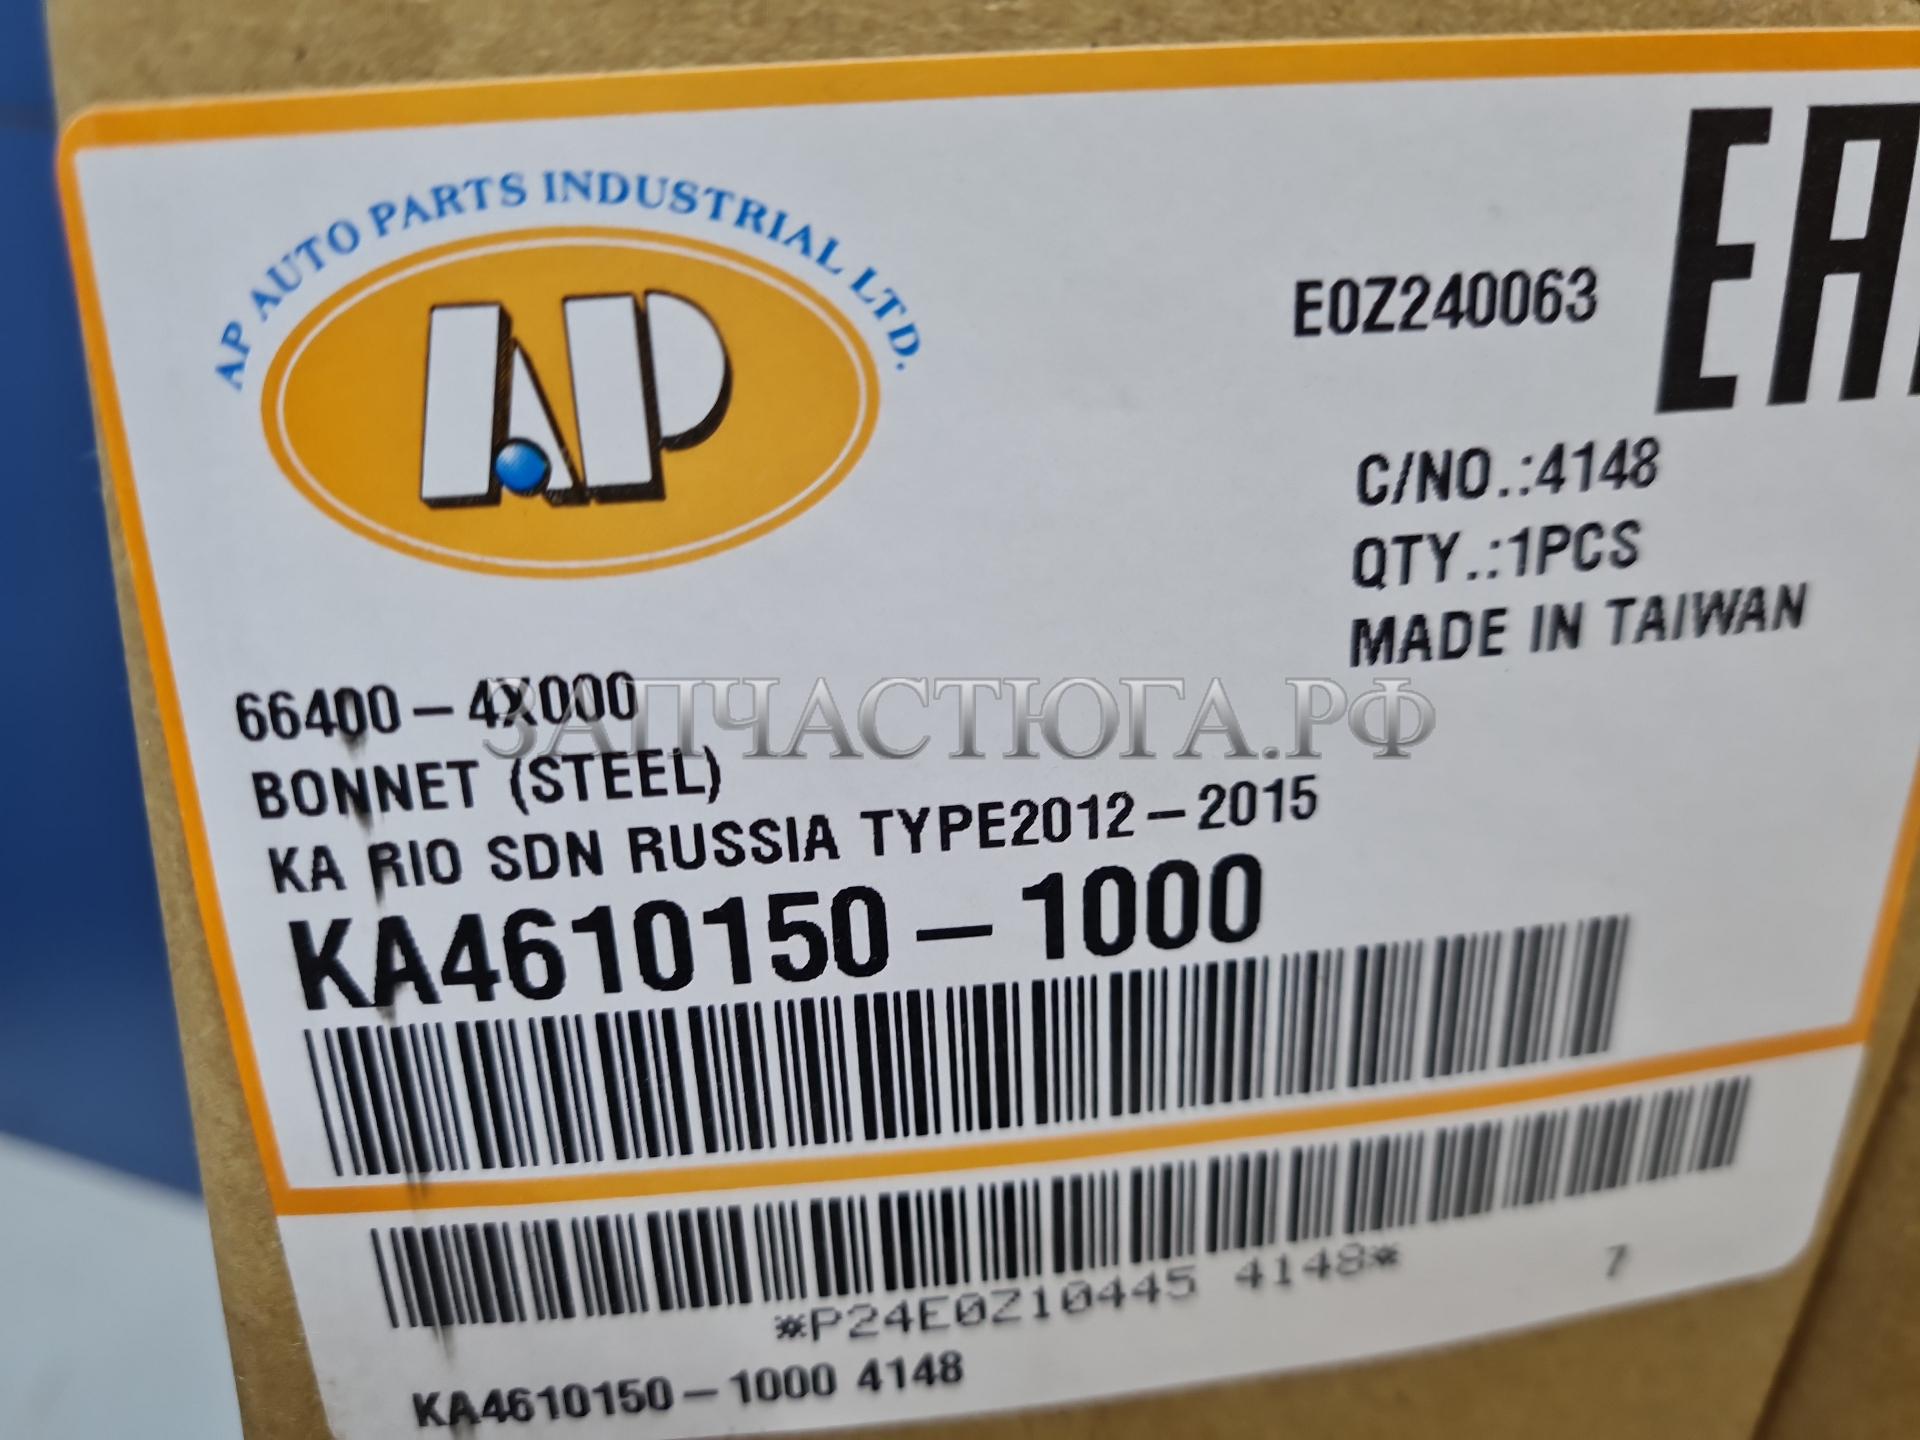 AP AUTO PARTS INDUSTRIAL LTD.
AP
E0Z240063
EA
C/NO.:4148
QTY.:1PCS
MADE IN TAIWAN
66400-4X000
ЗАПЧАСТЮГА.РФ
BONNET (STEEL)
KA RIO SDN RUSSIA TYPE2012-2015
KA4610150-1000
*P24E0Z10445 4148*
7
KA4610150-1000 4148